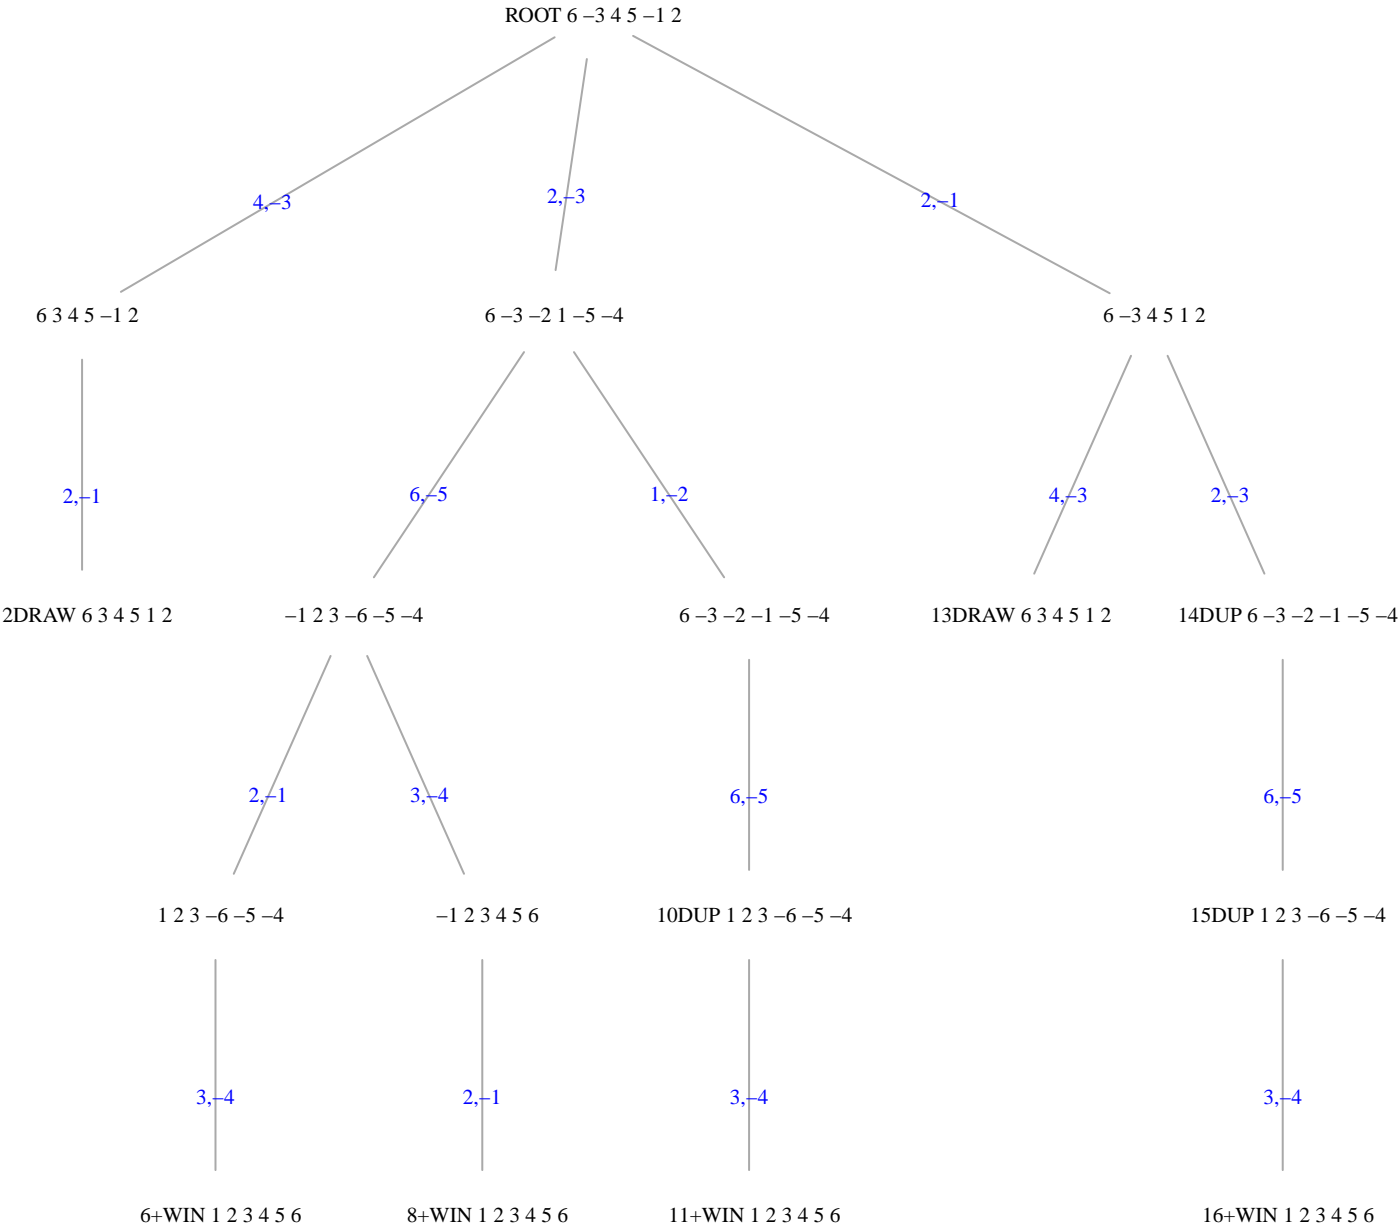 ROOT 6 –3 4 5 –1 2
4,–3
2,–3
2,–1
6 3 4 5 –1 2
6 –3 –2 1 –5 –4
6 –3 4 5 1 2
2,–1
6,–5
1,–2
4,–3
2,–3
2DRAW 6 3 4 5 1 2
–1 2 3 –6 –5 –4
6 –3 –2 –1 –5 –4
13DRAW 6 3 4 5 1 2
14DUP 6 –3 –2 –1 –5 –4
2,–1
3,–4
6,–5
6,–5
1 2 3 –6 –5 –4
–1 2 3 4 5 6
10DUP 1 2 3 –6 –5 –4
15DUP 1 2 3 –6 –5 –4
3,–4
2,–1
3,–4
3,–4
6+WIN 1 2 3 4 5 6
8+WIN 1 2 3 4 5 6
11+WIN 1 2 3 4 5 6
16+WIN 1 2 3 4 5 6